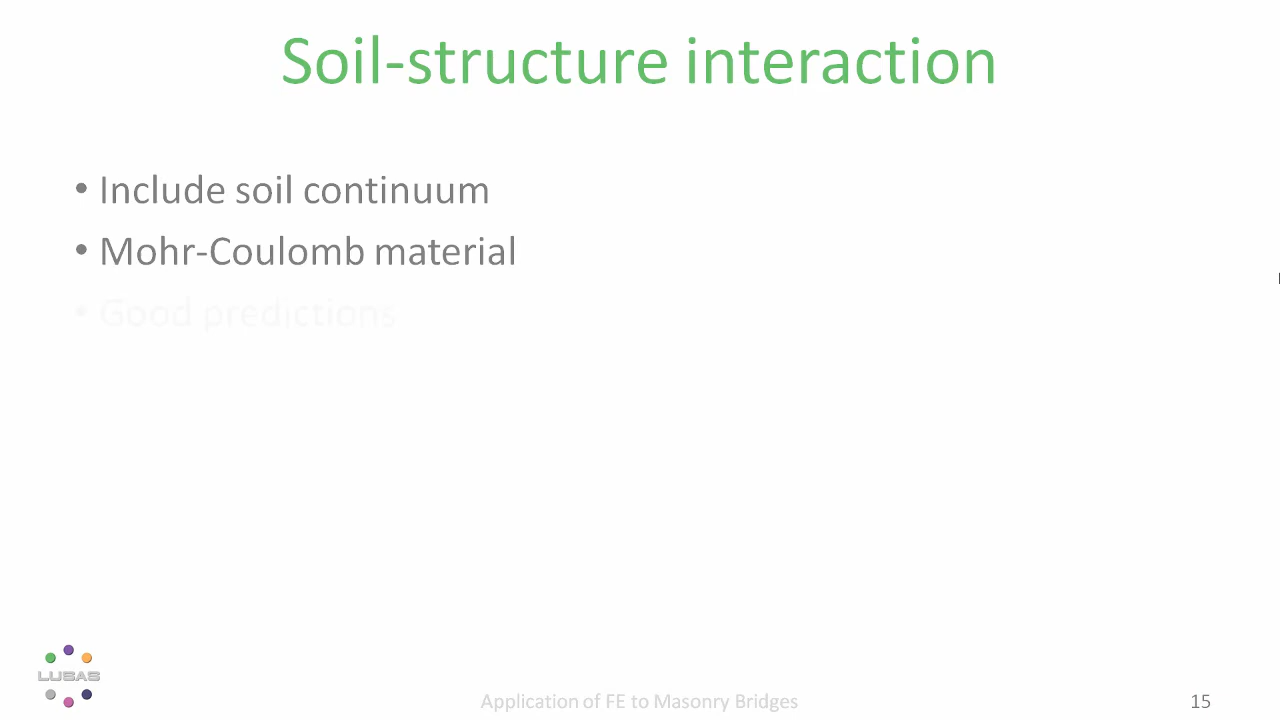 Soil-structure interaction
• Include soil continuum
• Mohr-Coulomb material
• Good predictions
LUSAS
Application of FE to Masonry Bridges
15